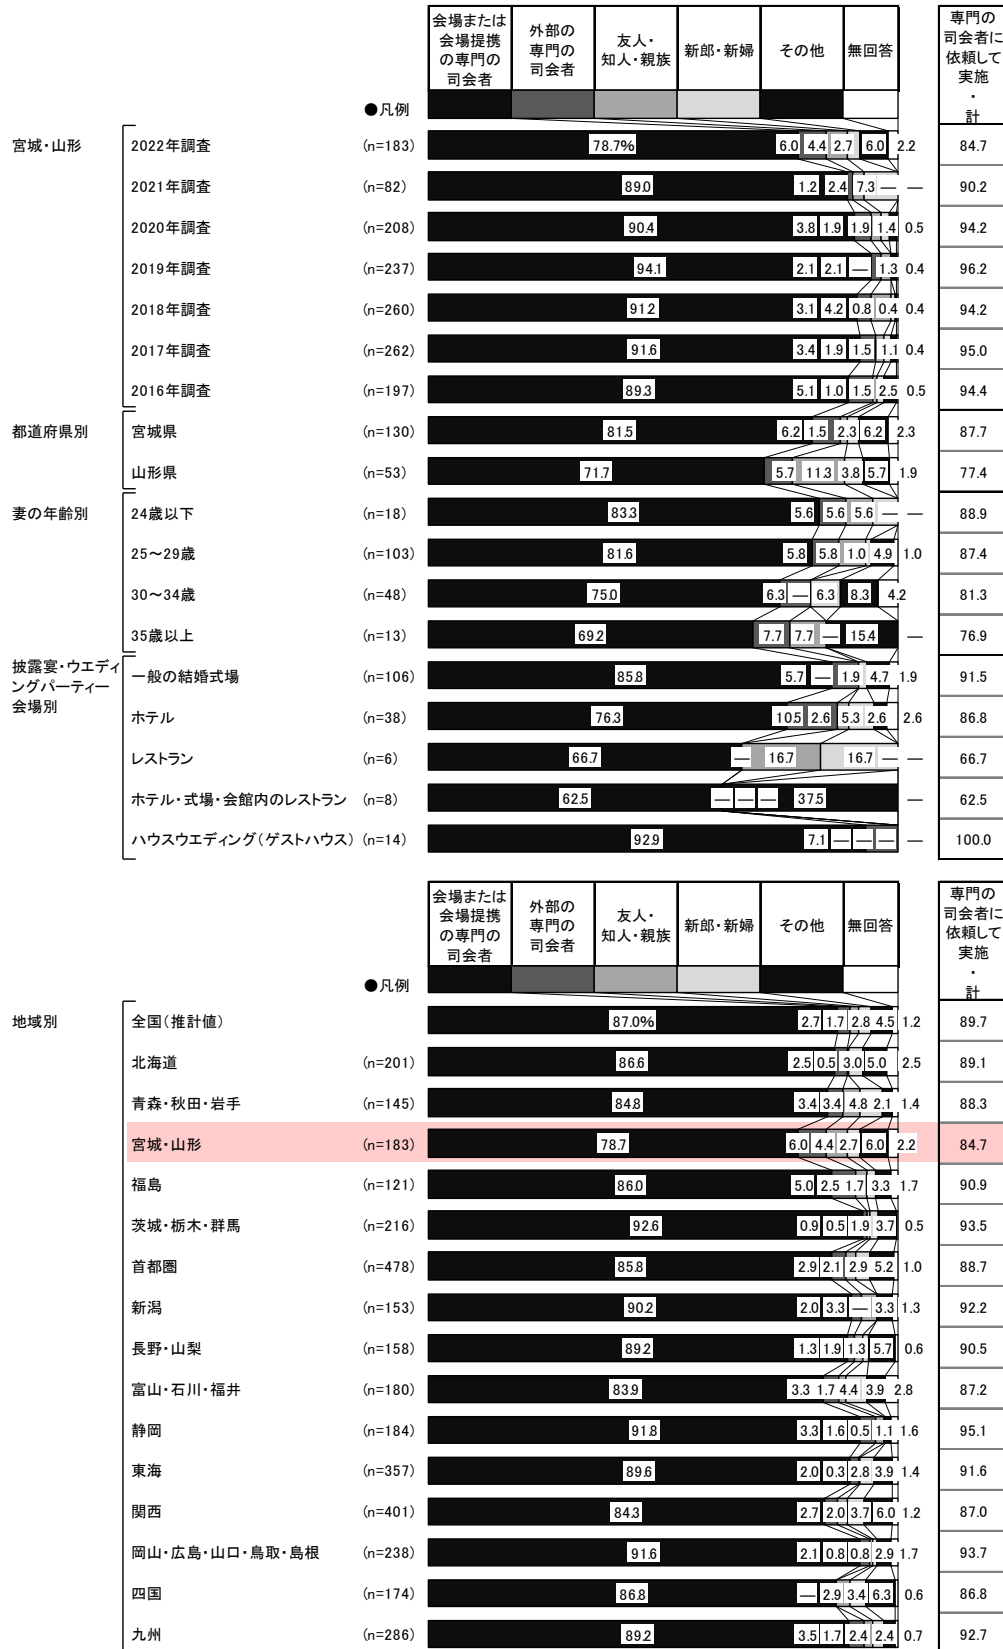 会場または
会場提携
の専門の
司会者
外部の
専門の
司会者
友人・
知人・親族
新郎・新婦
その他
無回答
専門の
司会者に
依頼して
実施
・
計
●凡例
宮城・山形
2022年調査 (n=183) 78.7% 6.0 4.4 2.7 6.0 2.2 84.7
2021年調査 (n=82) 89.0 1.2 2.4 7.3 — — 90.2
2020年調査 (n=208) 90.4 3.8 1.9 1.9 1.4 0.5 94.2
2019年調査 (n=237) 94.1 2.1 2.1 — 1.3 0.4 96.2
2018年調査 (n=260) 91.2 3.1 4.2 0.8 0.4 0.4 94.2
2017年調査 (n=262) 91.6 3.4 1.9 1.5 1.1 0.4 95.0
2016年調査 (n=197) 89.3 5.1 1.0 1.5 2.5 0.5 94.4
都道府県別
宮城県 (n=130) 81.5 6.2 1.5 2.3 6.2 2.3 87.7
山形県 (n=53) 71.7 5.7 11.3 3.8 5.7 1.9 77.4
妻の年齢別
24歳以下 (n=18) 83.3 5.6 5.6 5.6 — — 88.9
25～29歳 (n=103) 81.6 5.8 5.8 1.0 4.9 1.0 87.4
30～34歳 (n=48) 75.0 6.3 — 6.3 8.3 4.2 81.3
35歳以上 (n=13) 69.2 7.7 7.7 — 15.4 — 76.9
披露宴・ウエディ
ングパーティー
会場別
一般の結婚式場 (n=106) 85.8 5.7 — 1.9 4.7 1.9 91.5
ホテル (n=38) 76.3 10.5 2.6 5.3 2.6 2.6 86.8
レストラン (n=6) 66.7 — 16.7 16.7 — — 66.7
ホテル・式場・会館内のレストラン (n=8) 62.5 — — — 37.5 — 62.5
ハウスウエディング(ゲストハウス) (n=14) 92.9 7.1 — — — — 100.0
会場または
会場提携
の専門の
司会者
外部の
専門の
司会者
友人・
知人・親族
新郎・新婦
その他
無回答
専門の
司会者に
依頼して
実施
・
計
●凡例
地域別
全国(推計値) 87.0% 2.7 1.7 2.8 4.5 1.2 89.7
北海道 (n=201) 86.6 2.5 0.5 3.0 5.0 2.5 89.1
青森・秋田・岩手 (n=145) 84.8 3.4 3.4 4.8 2.1 1.4 88.3
宮城・山形 (n=183) 78.7 6.0 4.4 2.7 6.0 2.2 84.7
福島 (n=121) 86.0 5.0 2.5 1.7 3.3 1.7 90.9
茨城・栃木・群馬 (n=216) 92.6 0.9 0.5 1.9 3.7 0.5 93.5
首都圏 (n=478) 85.8 2.9 2.1 2.9 5.2 1.0 88.7
新潟 (n=153) 90.2 2.0 3.3 — 3.3 1.3 92.2
長野・山梨 (n=158) 89.2 1.3 1.9 1.3 5.7 0.6 90.5
富山・石川・福井 (n=180) 83.9 3.3 1.7 4.4 3.9 2.8 87.2
静岡 (n=184) 91.8 3.3 1.6 0.5 1.1 1.6 95.1
東海 (n=357) 89.6 2.0 0.3 2.8 3.9 1.4 91.6
関西 (n=401) 84.3 2.7 2.0 3.7 6.0 1.2 87.0
岡山・広島・山口・鳥取・島根 (n=238) 91.6 2.1 0.8 0.8 2.9 1.7 93.7
四国 (n=174) 86.8 — 2.9 3.4 6.3 0.6 86.8
九州 (n=286) 89.2 3.5 1.7 2.4 2.4 0.7 92.7